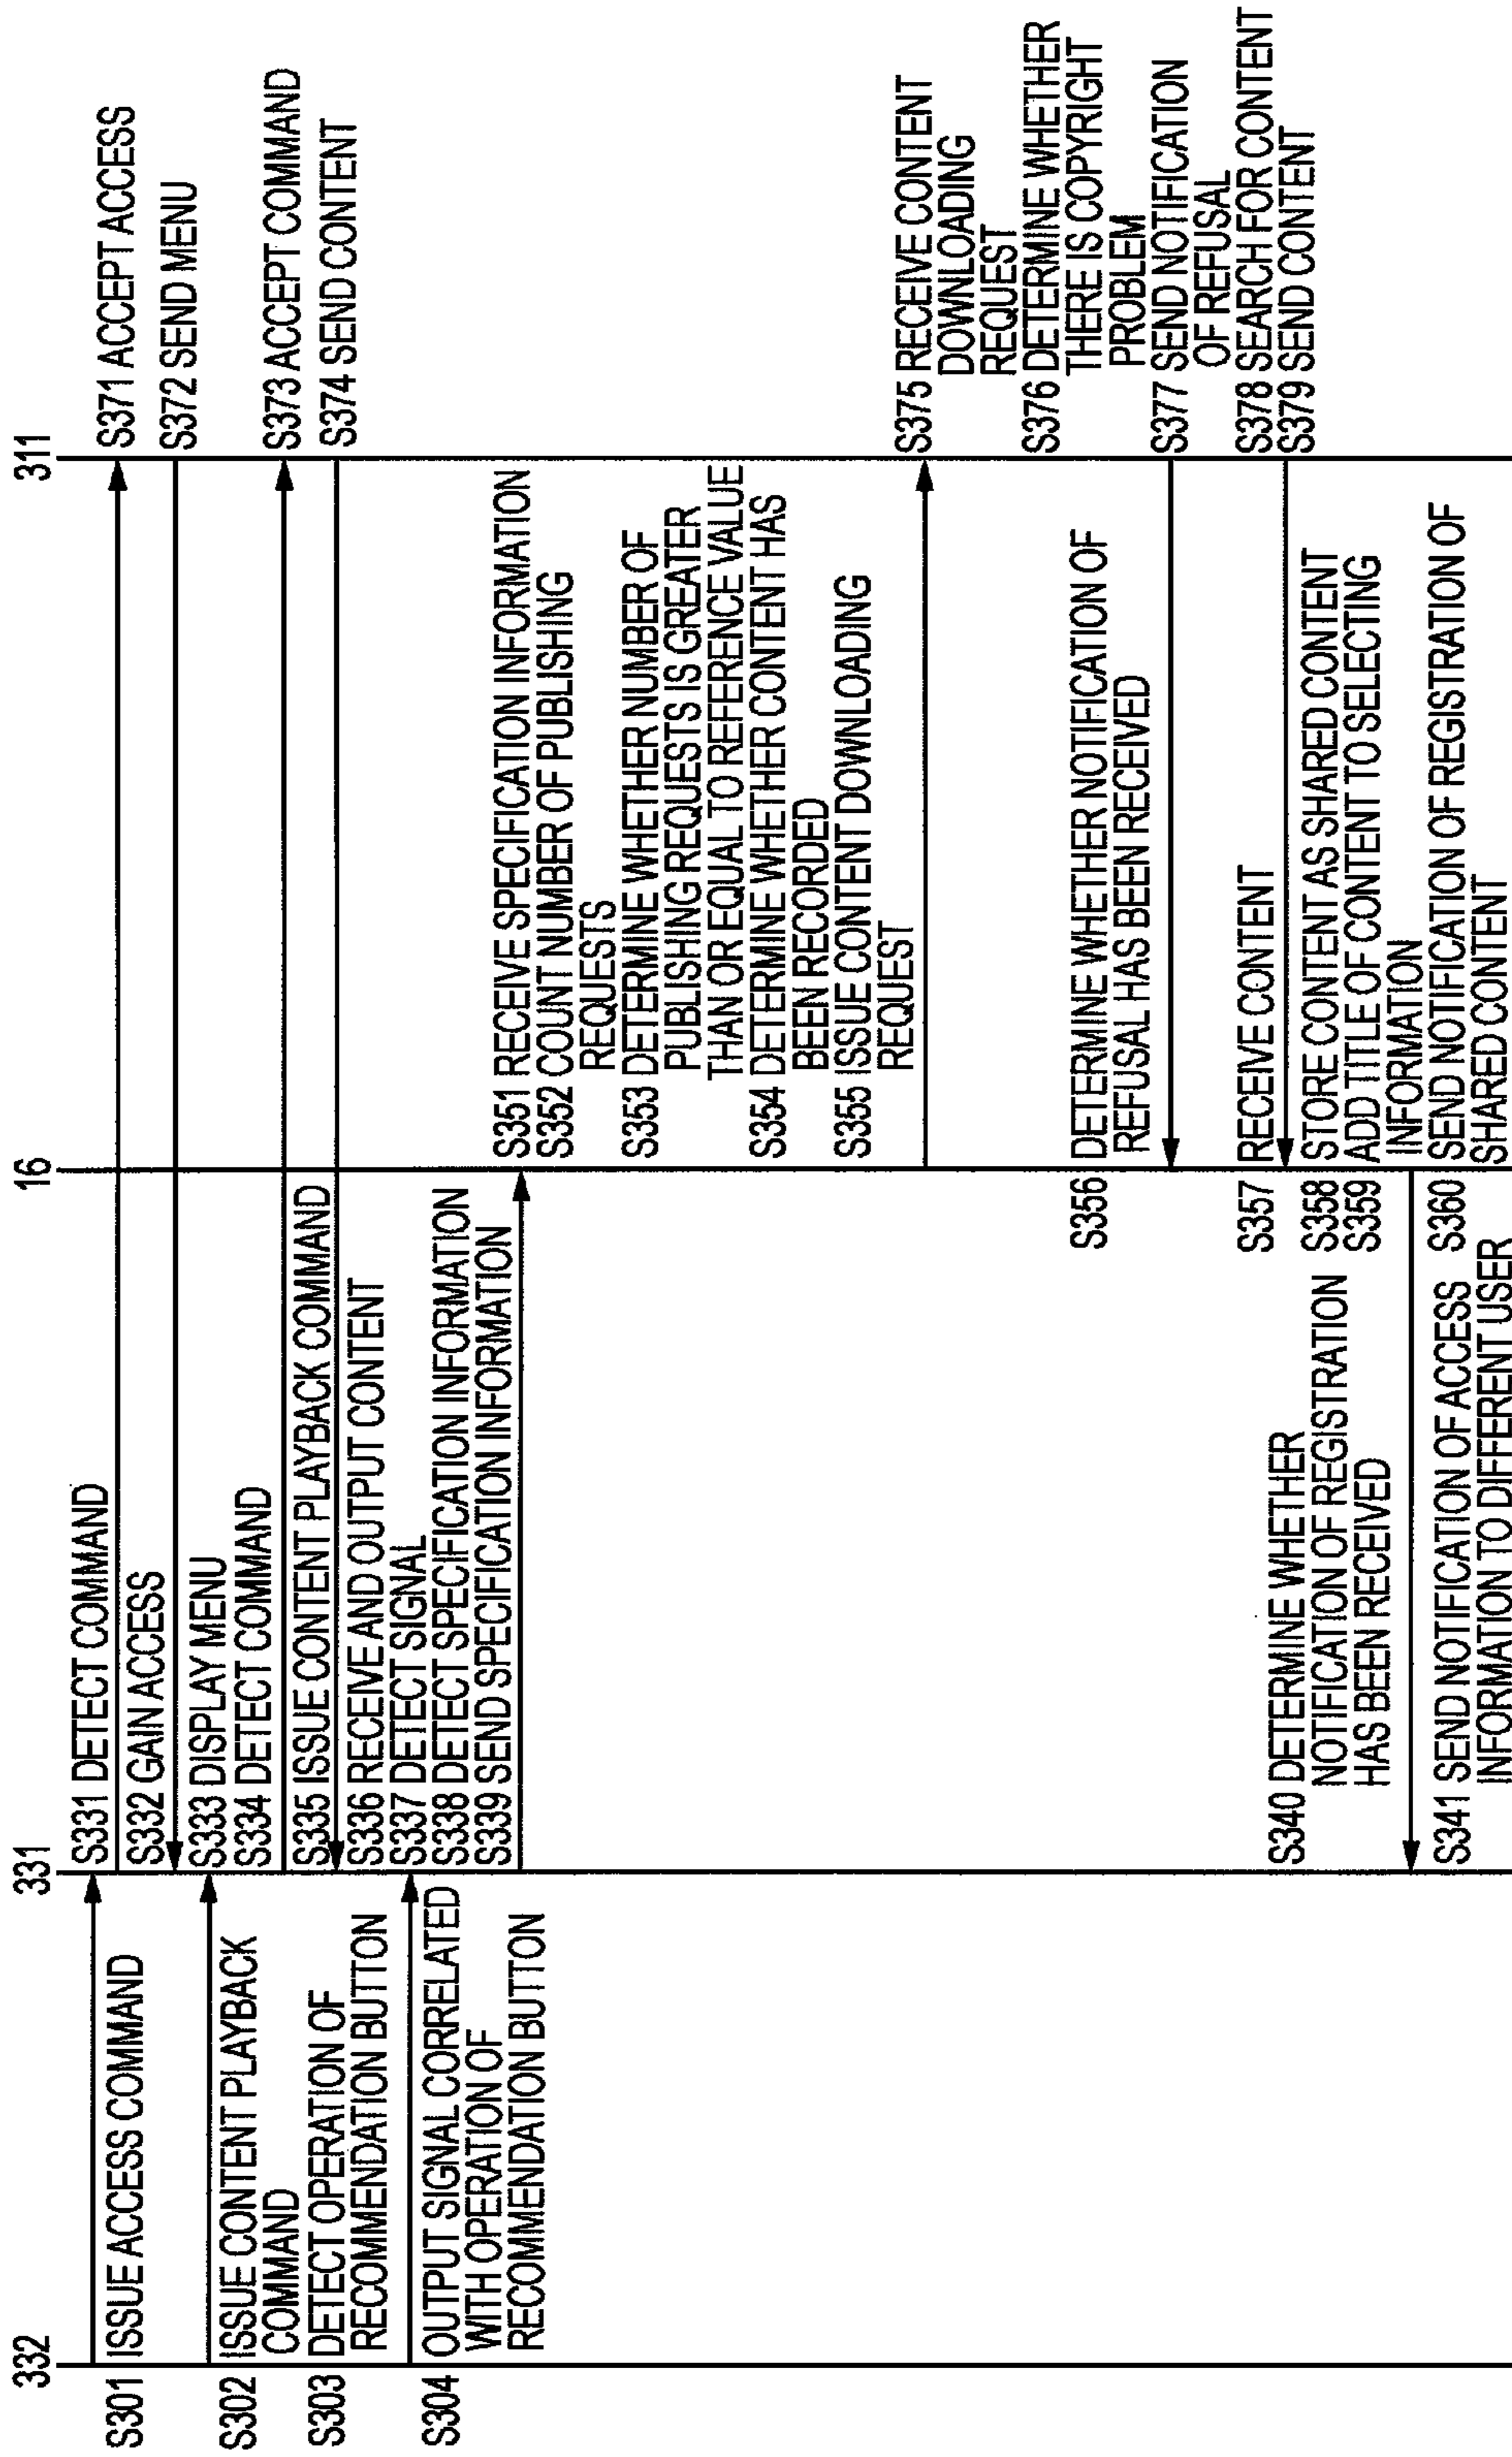 332
S301 ISSUE ACCESS COMMAND
S302 ISSUE CONTENT PLAYBACK
COMMAND
S303 DETECT OPERATION OF
RECOMMENDATION BUTTON
S304 OUTPUT SIGNAL CORRELATED
WITH OPERATION OF
RECOMMENDATION BUTTON
331
S331 DETECT COMMAND
S332 GAIN ACCESS
S333 DISPLAY MENU
S334 DETECT COMMAND
S335 ISSUE CONTENT PLAYBACK COMMAND
S336 RECEIVE AND OUTPUT CONTENT
S337 DETECT SIGNAL
S338 DETECT SPECIFICATION INFORMATION
S339 SEND SPECIFICATION INFORMATION
S340 DETERMINE WHETHER
NOTIFICATION OF REGISTRATION
HAS BEEN RECEIVED
S341 SEND NOTIFICATION OF ACCESS
INFORMATION TO DIFFERENT USER
16
S351 RECEIVE SPECIFICATION INFORMATION
S352 COUNT NUMBER OF PUBLISHING
REQUESTS
S353 DETERMINE WHETHER NUMBER OF
PUBLISHING REQUESTS IS GREATER
THAN OR EQUAL TO REFERENCE VALUE
S354 DETERMINE WHETHER CONTENT HAS
BEEN RECORDED
S355 ISSUE CONTENT DOWNLOADING
REQUEST
S356 DETERMINE WHETHER NOTIFICATION OF
REFUSAL HAS BEEN RECEIVED
S357 RECEIVE CONTENT
S358 STORE CONTENT AS SHARED CONTENT
S359 ADD TITLE OF CONTENT TO SELECTING
INFORMATION
S360 SEND NOTIFICATION OF REGISTRATION OF
SHARED CONTENT
311
S371 ACCEPT ACCESS
S372 SEND MENU
S373 ACCEPT COMMAND
S374 SEND CONTENT
S375 RECEIVE CONTENT
DOWNLOADING
REQUEST
S376 DETERMINE WHETHER
THERE IS COPYRIGHT
PROBLEM
S377 SEND NOTIFICATION
OF REFUSAL
S378 SEARCH FOR CONTENT
S379 SEND CONTENT